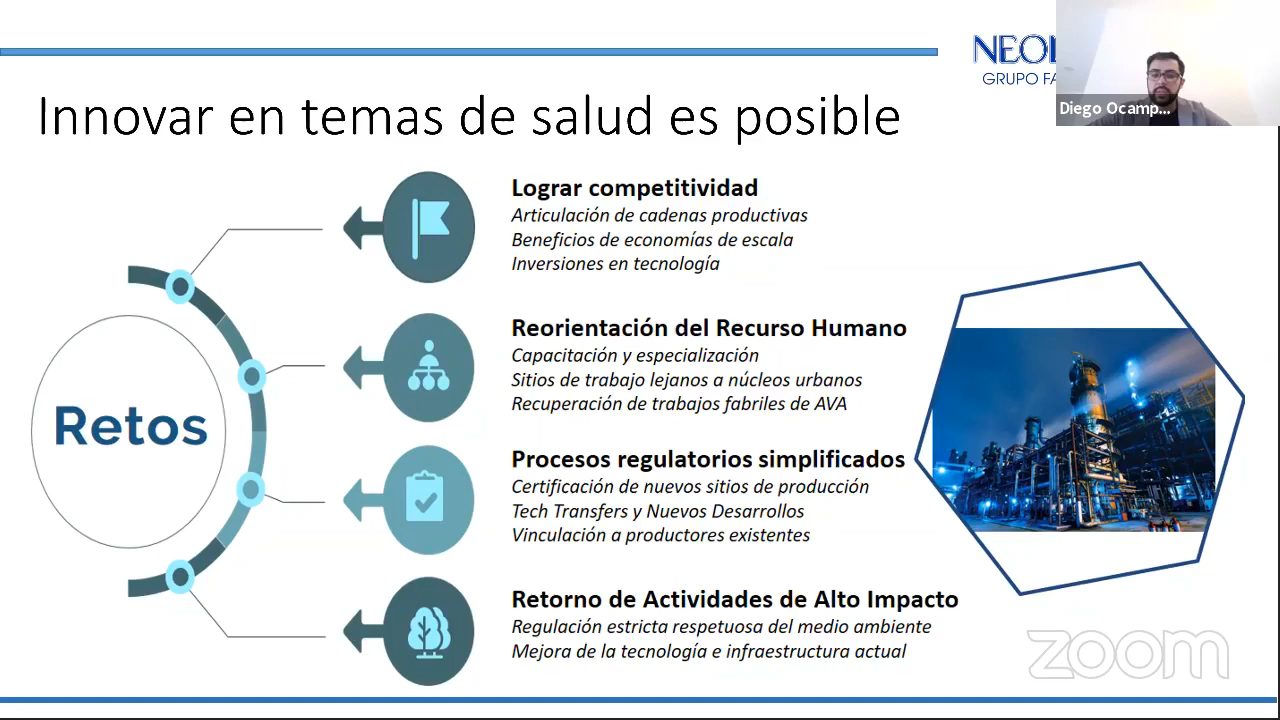 Innovar en temas de salud es posible
GRUPO
Diego Ocamp...
Retos
Lograr competitividad
Articulación de cadenas productivas
Beneficios de economías de escala
Inversiones en tecnología
Reorientación del Recurso Humano
Capacitación y especialización
Sitios de trabajo lejanos a núcleos urbanos
Recuperación de trabajos fabriles de AVA
Procesos regulatorios simplificados
Certificación de nuevos sitios de producción
Tech Transfers y Nuevos Desarrollos
Vinculación a productores existentes
Retorno de Actividades de Alto Impacto
Regulación estricta respetuosa del medio ambiente
Mejora de la tecnología e infraestructura actual
zoom